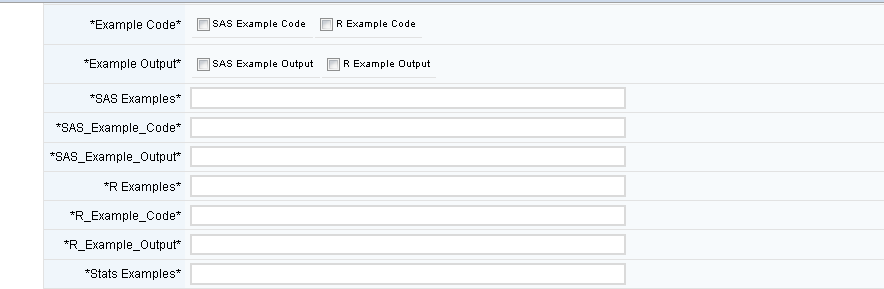 *Example Code* SAS Example Code R Example Code
*Example Output* SAS Example Output R Example Output
*SAS Examples*
*SAS_Example_Code*
*SAS_Example_Output*
*R Examples*
*R_Example_Code*
*R_Example_Output*
*Stats Examples*